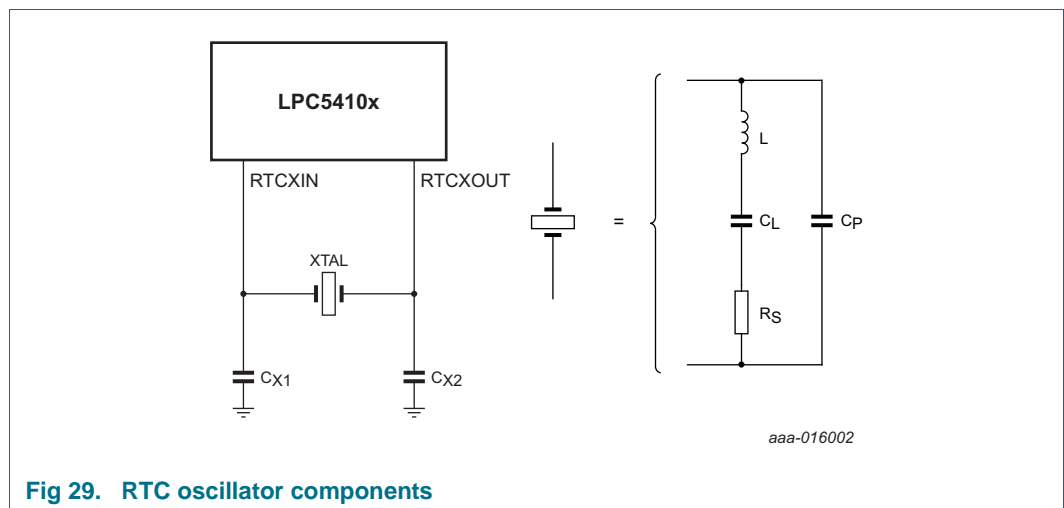 LPC5410x
RTCXIN
RTCXOUT
XTAL
CX1
CX2
=
L
CL
CP
RS
aaa-016002
Fig 29. RTC oscillator components